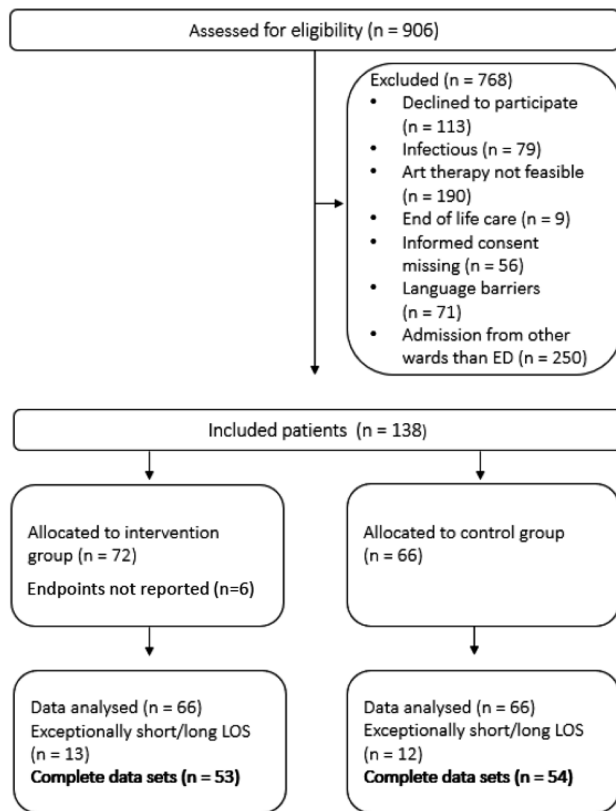 Assessed for eligibility (n = 906)
Excluded (n = 768)
• Declined to participate
(n = 113)
• Infectious (n = 79)
• Art therapy not feasible
(n = 190)
• End of life care (n = 9)
• Informed consent
missing (n = 56)
• Language barriers
(n = 71)
• Admission from other
wards than ED (n = 250)
Included patients (n = 138)
Allocated to intervention
group (n = 72)
Endpoints not reported (n=6)
Allocated to control group
(n = 66)
Data analysed (n = 66)
Exceptionally short/long LOS
(n = 13)
Complete data sets (n = 53)
Data analysed (n = 66)
Exceptionally short/long LOS
(n = 12)
Complete data sets (n = 54)